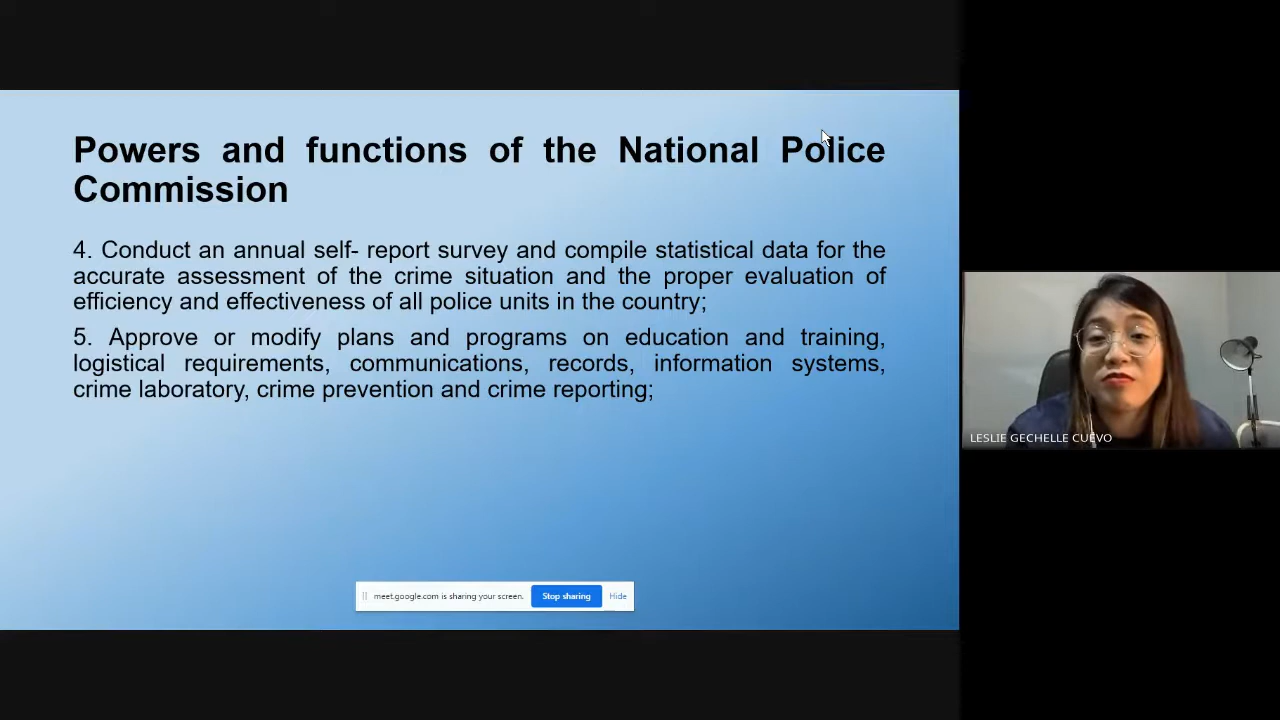 Powers and functions of the National Police
Commission
4. Conduct an annual self- report survey and compile statistical data for the
accurate assessment of the crime situation and the proper evaluation of
efficiency and effectiveness of all police units in the country;
5. Approve or modify plans and programs on education and training,
logistical requirements, communications, records, information systems,
crime laboratory, crime prevention and crime reporting;
LESLIE GECHELLE CUEVO
meet.google.com is sharing your screen. Stop sharing Hide